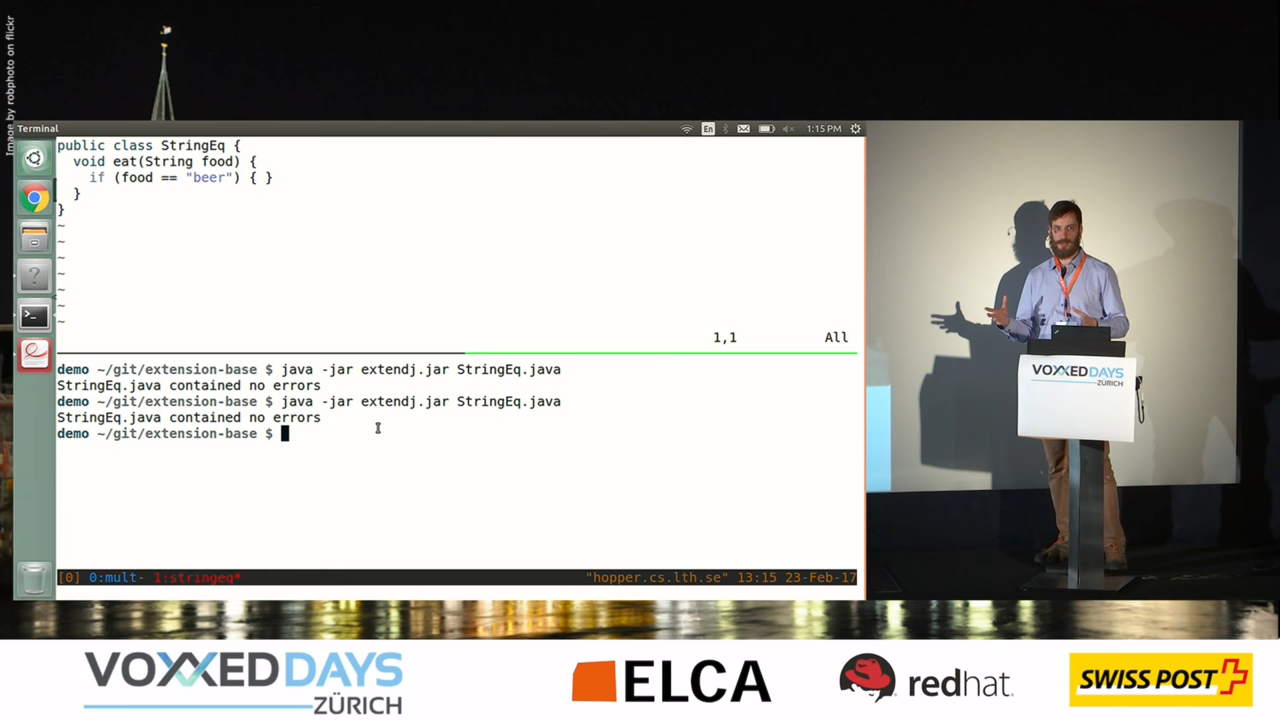 Image by robphoto on flickr
Terminal
En
1:15 PM
public class StringEq {
void eat(String food) {
if (food == "beer") { }
}
}
~
~
~
~
~
~
~
1,1 All
demo ~/git/extension-base $ java -jar extendj.jar StringEq.java
StringEq.java contained no errors
demo ~/git/extension-base $ java -jar extendj.jar StringEq.java
StringEq.java contained no errors
demo ~/git/extension-base $
[0] 0:mult- 1:stringeq* "hopper.cs.lth.se" 13:15 23-Feb-17
VOXXED DAYS
ZÜRICH
VOXXED DAYS
ZÜRICH
ELCA
redhat.
SWISS POST